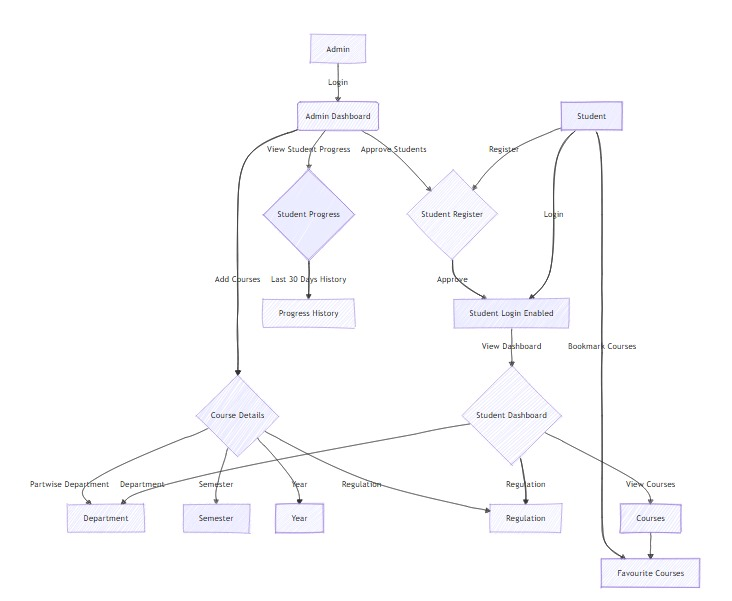 Admin
Login
Admin Dashboard
Student
View Student Progress
Approve Students
Register
Student Progress
Student Register
Login
Add Courses
Last 30 Days History
Approve
Progress History
Student Login Enabled
View Dashboard
Bookmark Courses
Course Details
Student Dashboard
Partwise Department
Department
Semester
Year
Regulation
Regulation
View Courses
Department
Semester
Year
Regulation
Courses
Favourite Courses